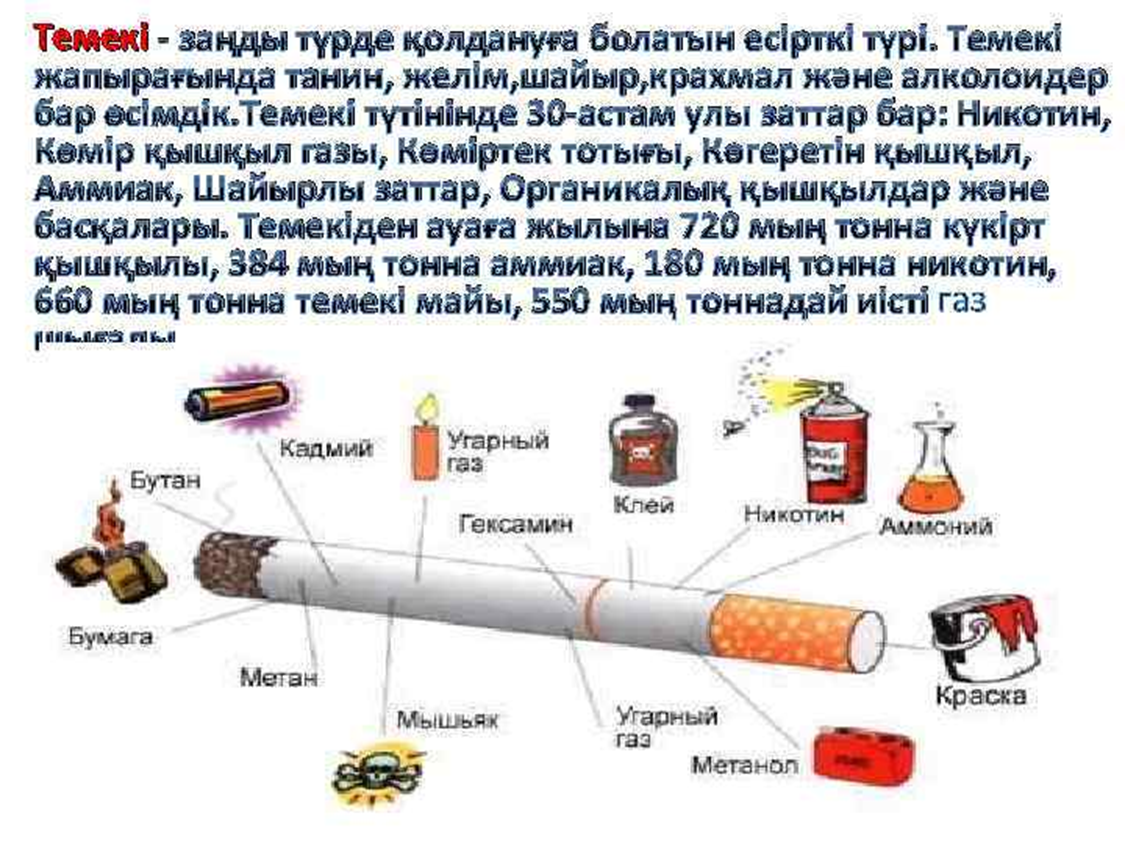 Темекі - заңды түрде қолдануға болатын есірткі түрі. Темекі
жапырағында танин, желім,шайыр,крахмал және алколоидер
бар өсімдік.Темекі түтінінде 30-астам улы заттар бар: Никотин,
Көмір қышқыл газы, Көміртек тотығы, Көгеретін қышқыл,
Аммиак, Шайырлы заттар, Органикалық қышқылдар және
басқалары. Темекіден ауаға жылына 720 мың тонна күкірт
қышқылы, 384 мың тонна аммиак, 180 мың тонна никотин,
660 мың тонна темекі майы, 550 мың тоннадай иісті газ
Кадмий
Угарный
газ
Бутан
Клей
Гексамин
Никотин
Аммоний
Бумага
Метан
Мышьяк
Угарный
газ
Метанол
Краска